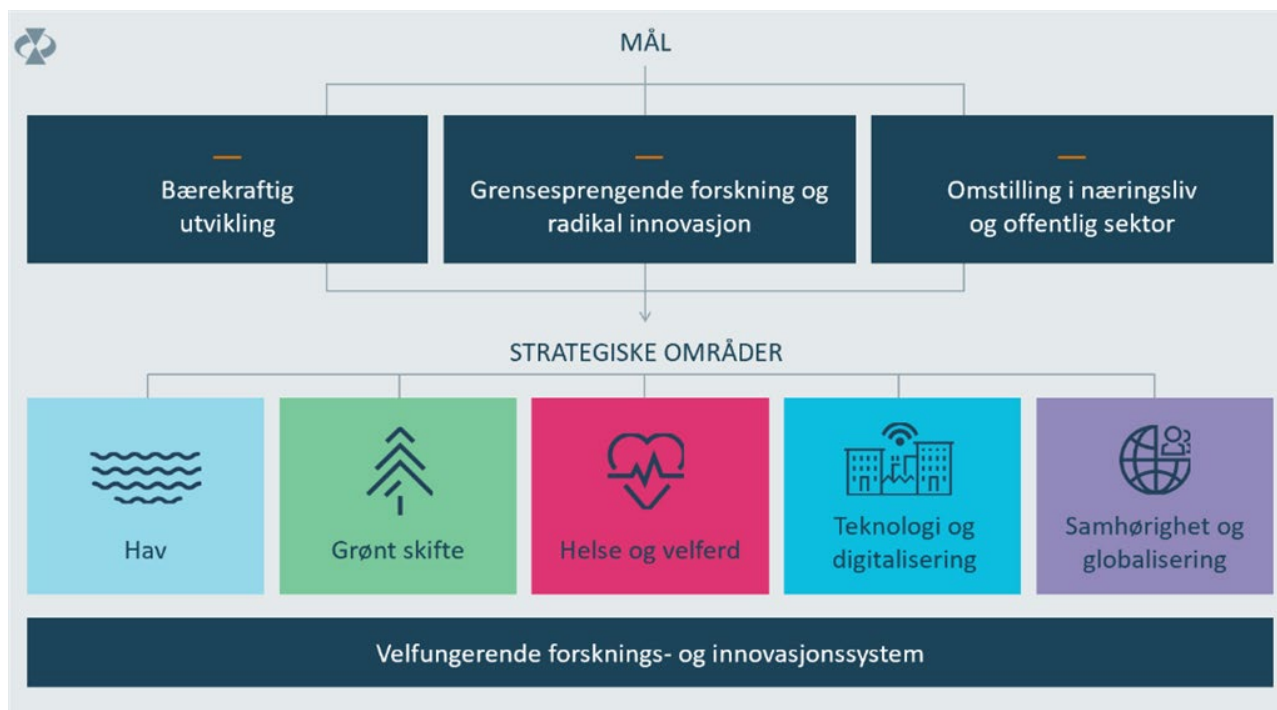 MÅL
Bærekraftig
utvikling
Grensesprengende forskning og
radikal innovasjon
Omstilling i næringsliv
og offentlig sektor
STRATEGISKE OMRÅDER
Hav
Grønt skifte
Helse og velferd
Teknologi og
digitalisering
Samhørighet og
globalisering
Velfungerende forsknings- og innovasjonssystem